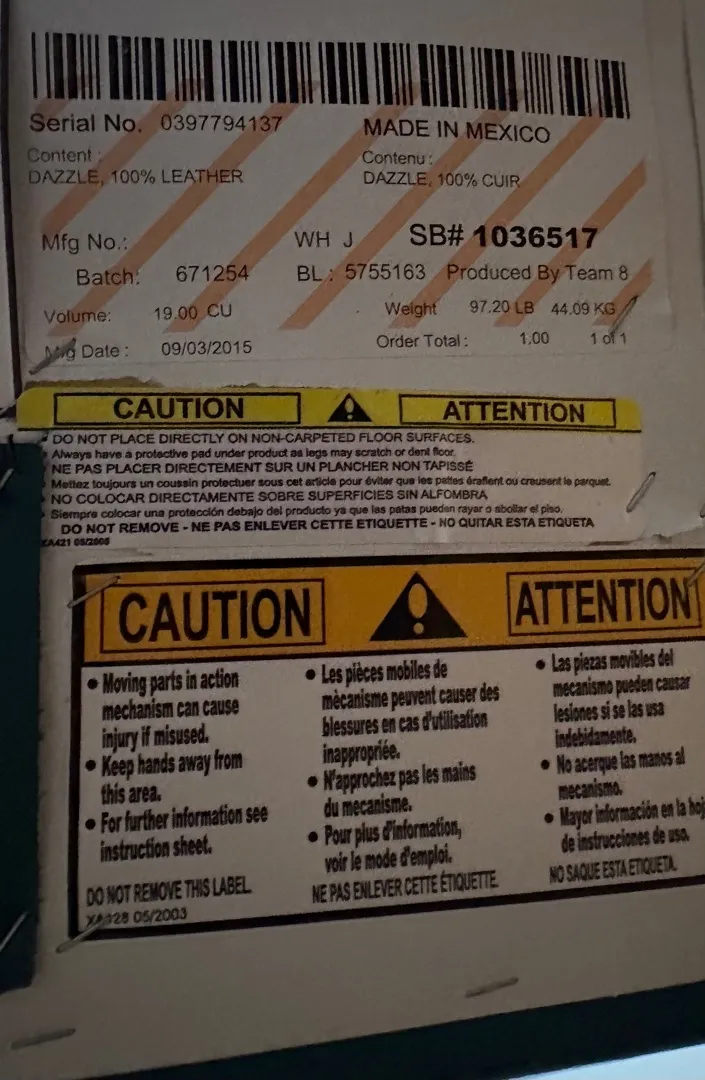 Serial No. 0397794137 MADE IN MEXICO
Content : Contenu :
DAZZLE, 100% LEATHER DAZZLE, 100% CUIR
Mfg No.: WH J SB# 1036517
Batch: 671254 BL : 5755163 Produced By Team 8
Volume: 19.00 CU Weight 97.20 LB 44.09 KG
Mfg Date : 09/03/2015 Order Total : 1.00 1 of 1
CAUTION ATTENTION
DO NOT PLACE DIRECTLY ON NON-CARPETED FLOOR SURFACES.
Always have a protective pad under product as legs may scratch or dent floor.
NE PAS PLACER DIRECTEMENT SUR UN PLANCHER NON TAPISSÉ
Mettez toujours un coussin protectuer sous cet article pour éviter que les pattes éraflent ou creusent le parquet.
NO COLOCAR DIRECTAMENTE SOBRE SUPERFICIES SIN ALFOMBRA
Siempre colocar una protección debajo del producto ya que las patas pueden rayar o abollar el piso.
DO NOT REMOVE - NE PAS ENLEVER CETTE ETIQUETTE - NO QUITAR ESTA ETIQUETA
XA421 05/2005
CAUTION ATTENTION
• Moving parts in action
mechanism can cause
injury if misused.
• Keep hands away from
this area.
• For further information see
instruction sheet.
DO NOT REMOVE THIS LABEL.
XA328 05/2003
• Les pièces mobiles de
mècanisme peuvent causer des
blessures en cas d'utilisation
inappropriée.
• N'approchez pas les mains
du mecanisme.
• Pour plus d'information,
voir le mode d'emploi.
NE PAS ENLEVER CETTE ÉTIQUETTE.
• Las piezas movibles del
mecanismo pueden causar
lesiones si se las usa
indebidamente.
• No acerque las manos al
mecanismo.
• Mayor información en la hoj
de instrucciones de uso.
NO SAQUE ESTA ETIQUETA.